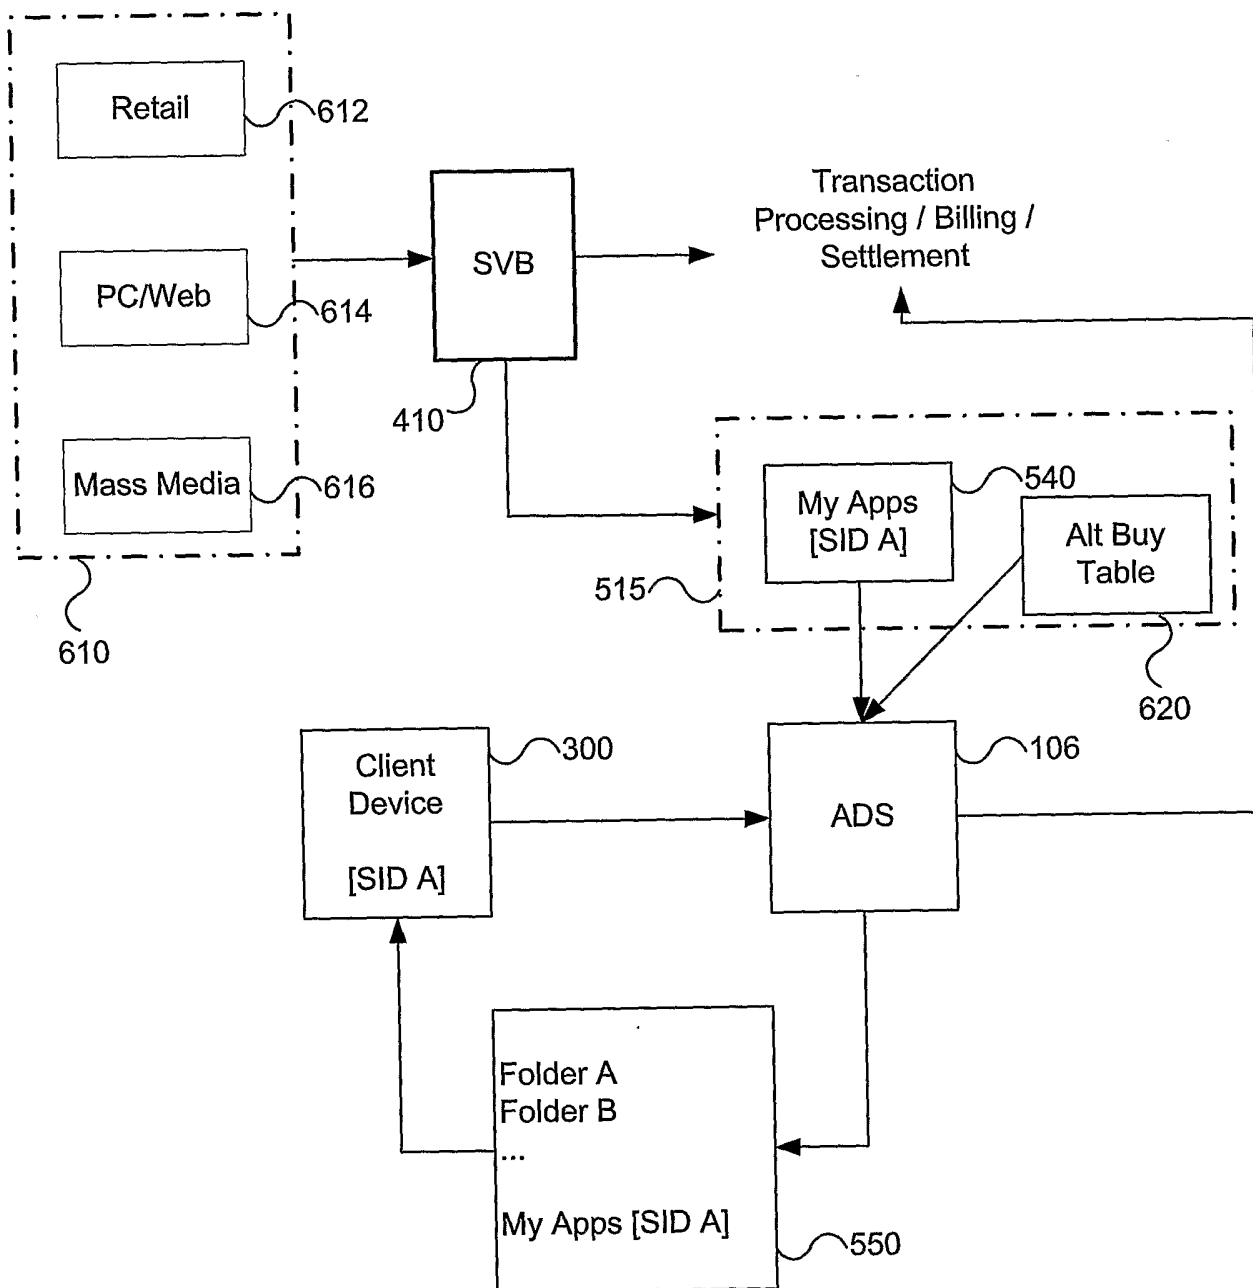 Retail
612
PC/Web
614
Mass Media
616
610
SVB
410
Transaction
Processing / Billing /
Settlement
My Apps
[SID A]
540
Alt Buy
Table
515
620
Client
Device
[SID A]
300
ADS
106
Folder A
Folder B
...
My Apps [SID A]
550